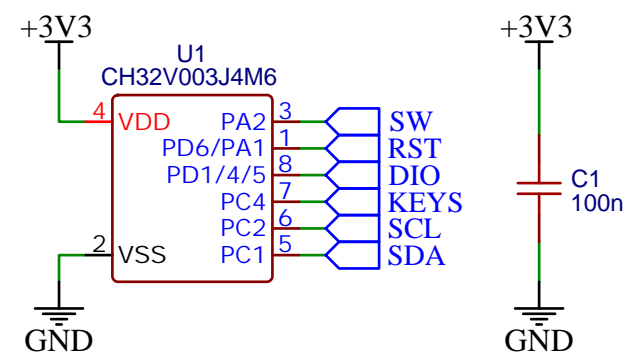 +3V3
U1
CH32V003J4M6
4 VDD PA2 3 SW
PD6/PA1 1 RST
PD1/4/5 8 DIO
PC4 7 KEYS
PC2 6 SCL
2 VSS PC1 5 SDA
GND
+3V3
C1
100n
GND